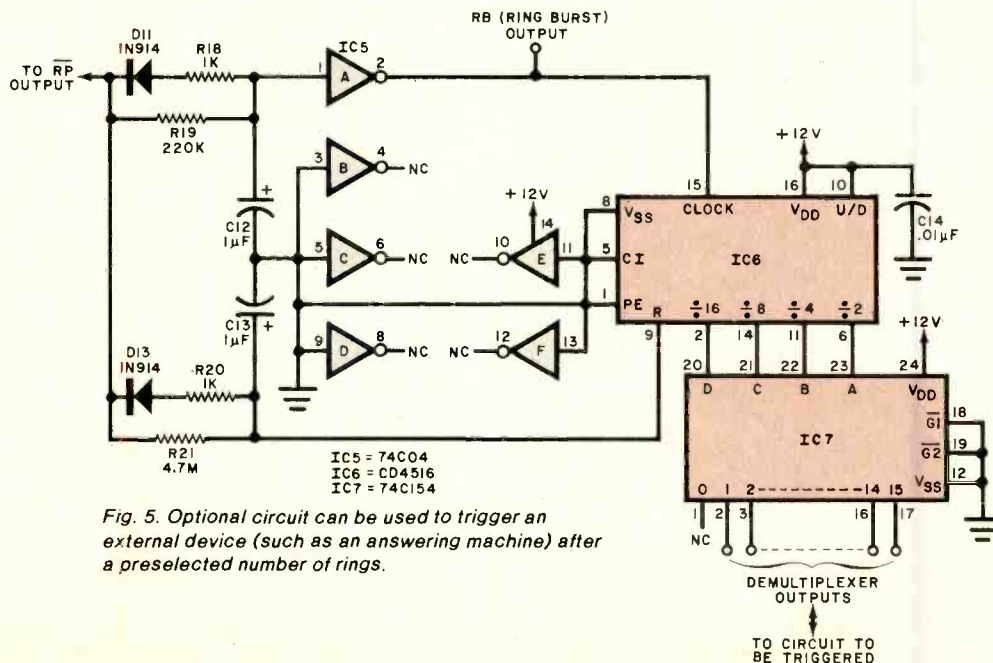 RB (RING BURST)
OUTPUT
D11
1N914
R18
1K
IC5
TO RP OUTPUT
1
A
2
R19
220K
3
B
4
NC
+12V
+12V
C12
1µF
+
5
C
6
NC
NC
10
E
14
11
8
VSS
15
CLOCK
16
VDD
10
U/D
C14
.01µF
5
CI
IC6
1
PE
R
÷16
÷8
÷4
÷2
C13
1µF
+
9
D
8
NC
NC
12
F
13
9
2
14
11
6
+12V
D13
1N914
R20
1K
20
21
22
23
24
D
C
B
A
VDD
R21
4.7M
IC7
G1
18
G2
19
VSS
12
IC5 = 74C04
IC6 = CD4516
IC7 = 74C154
0
1
2
14
15
1
2
3
16
17
NC
Fig. 5. Optional circuit can be used to trigger an
external device (such as an answering machine) after
a preselected number of rings.
DEMULTIPLEXER
OUTPUTS
TO CIRCUIT TO
BE TRIGGERED